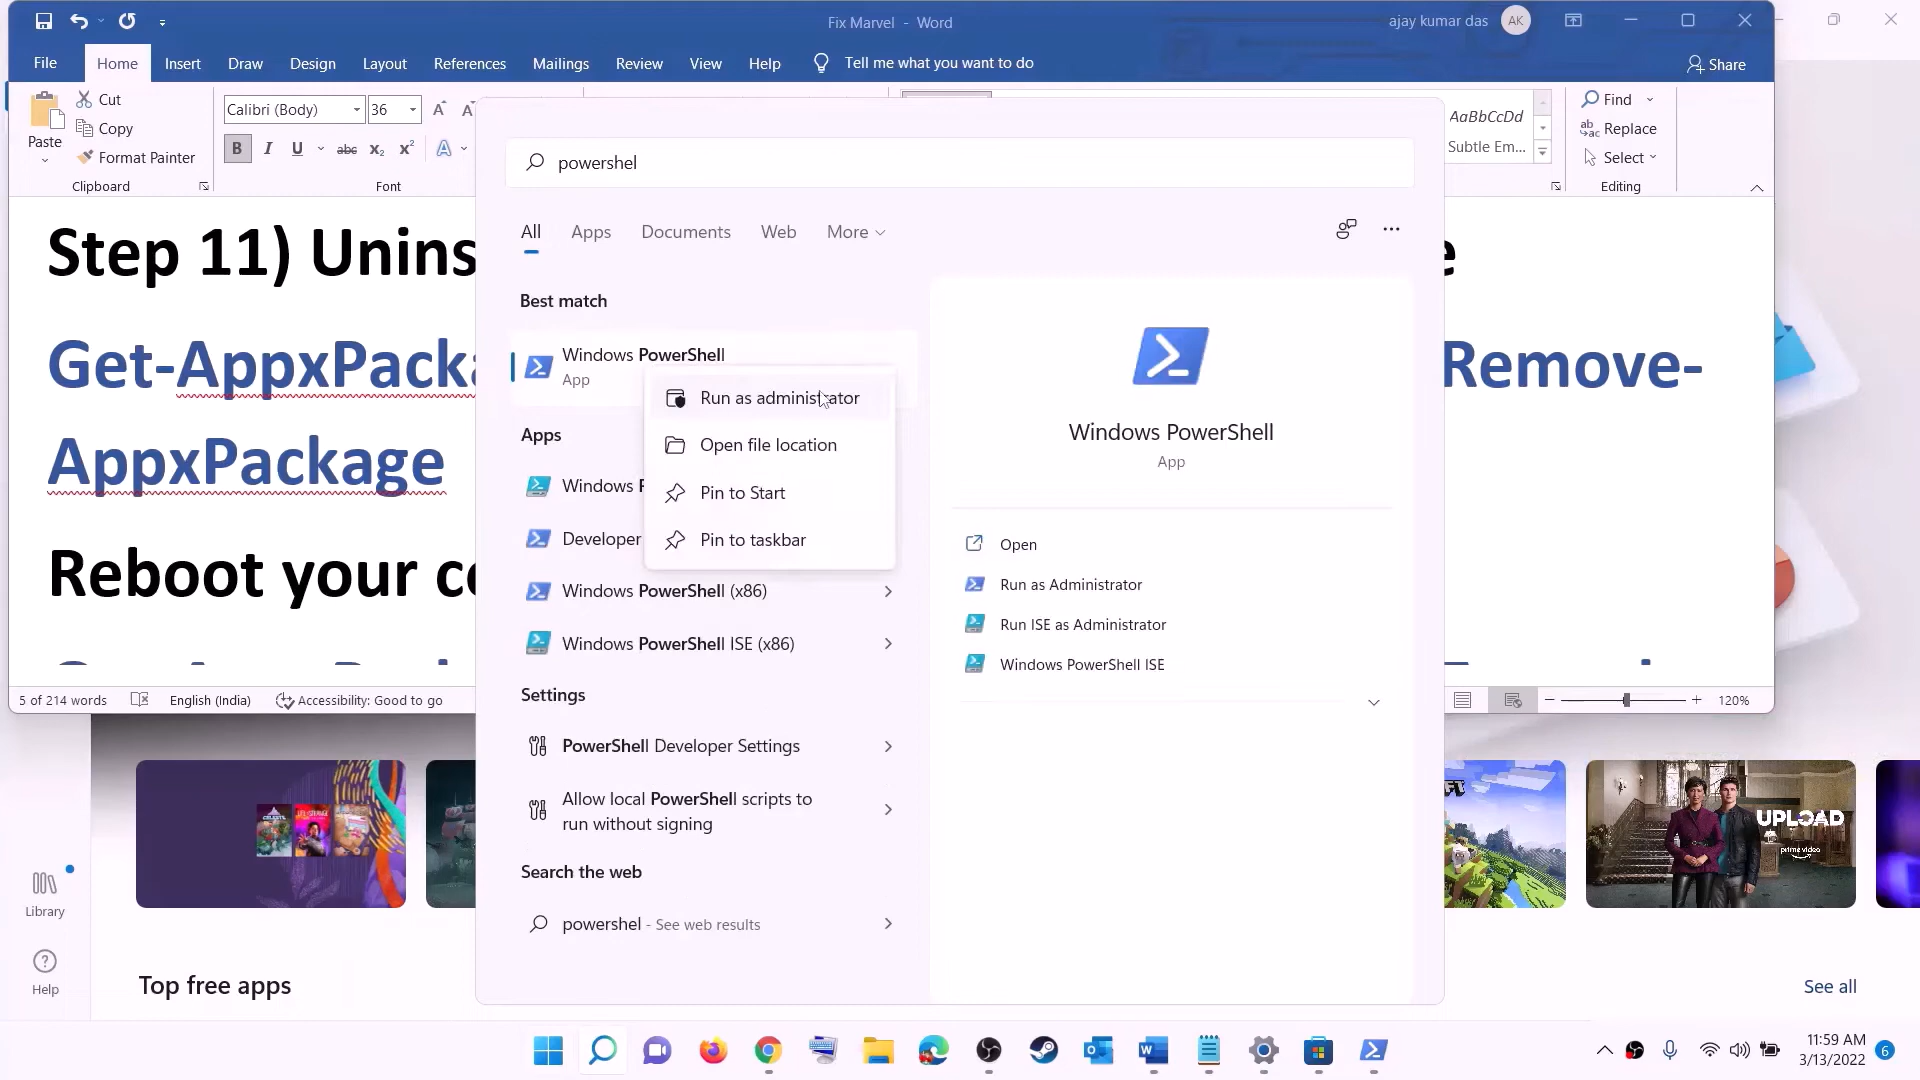 Fix Marvel - Word
ajay kumar das
AK
File
Home
Insert
Draw
Design
Layout
References
Mailings
Review
View
Help
Tell me what you want to do
Share
Paste
Cut
Copy
Format Painter
Clipboard
Calibri (Body)
36
B I U abc x₂ x² A
Font
AaBbCcDd
Subtle Em...
Find
Replace
Select
Editing
Step 11) Unins
e
Get-AppxPacka
Remove-
AppxPackage
Reboot your co
5 of 214 words
English (India)
Accessibility: Good to go
120%
powershel
All
Apps
Documents
Web
More
Best match
Windows PowerShell
App
Run as administrator
Open file location
Pin to Start
Pin to taskbar
Apps
Windows P
Developer
Windows PowerShell (x86)
Windows PowerShell ISE (x86)
Settings
PowerShell Developer Settings
Allow local PowerShell scripts to
run without signing
Search the web
powershel - See web results
Windows PowerShell
App
Open
Run as Administrator
Run ISE as Administrator
Windows PowerShell ISE
Library
Help
UPLOAD
prime video
Top free apps
See all
11:59 AM
3/13/2022
6